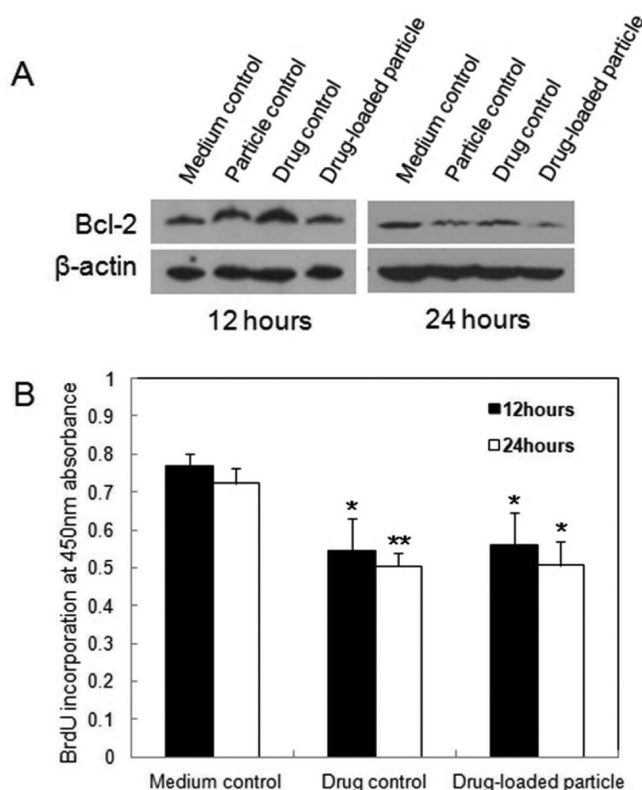 A
Medium control
Particle control
Drug control
Drug-loaded particle
Medium control
Particle control
Drug control
Drug-loaded particle
Bcl-2
β-actin
12 hours
24 hours
B
BrdU incorporation at 450nm absorbance
1
0.9
0.8
0.7
0.6
0.5
0.4
0.3
0.2
0.1
0
12hours
24hours
*
**
*
*
Medium control
Drug control
Drug-loaded particle